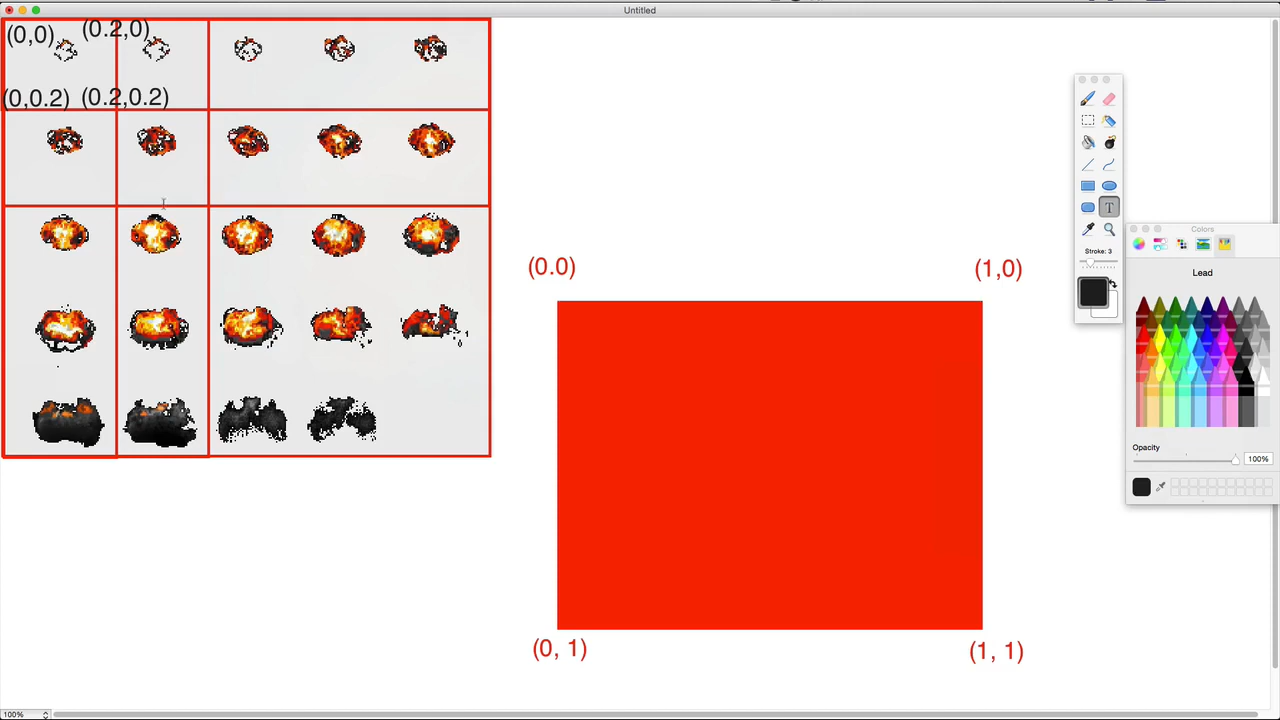 Untitled
(0,0) (0.2,0)
(0,0.2) (0.2,0.2)
(0.0) (1,0)
(0, 1) (1, 1)
T
Stroke: 3
Colors
Lead
Opacity
100%
100%